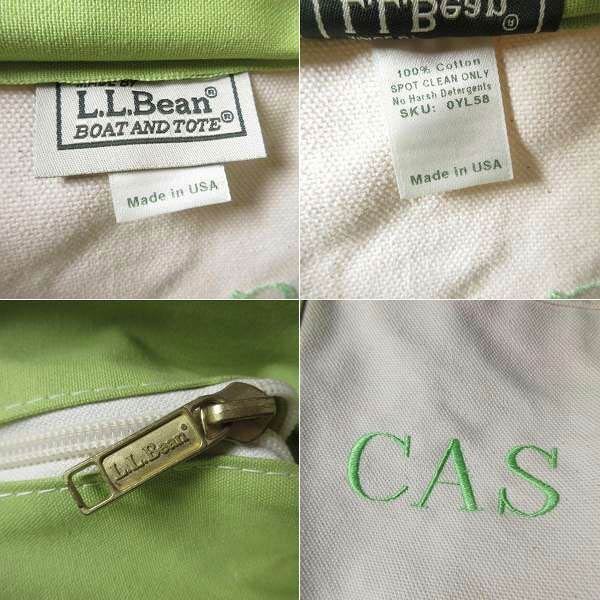 L.L.Bean®
BOAT AND TOTE®
Made in USA
L.L.Bean®
100% Cotton
SPOT CLEAN ONLY
No Harsh Detergents
SKU: 0YL58
Made in USA
L.L.Bean®
CAS